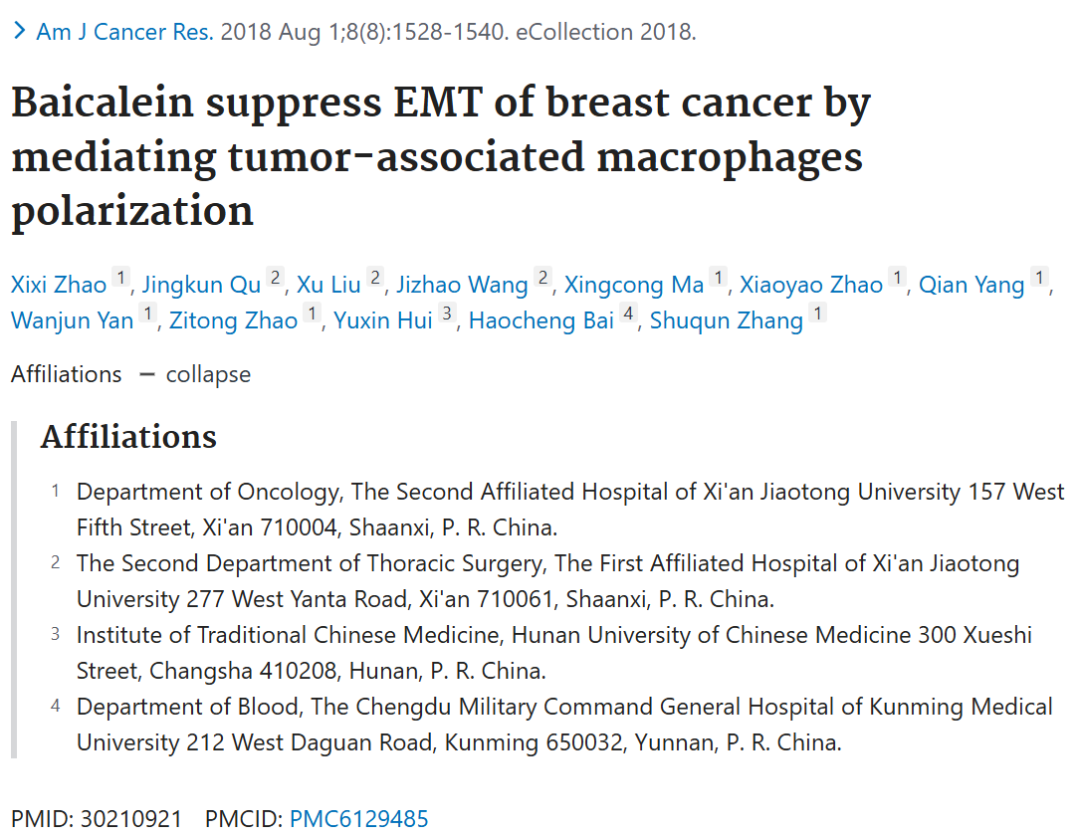 > Am J Cancer Res. 2018 Aug 1;8(8):1528-1540. eCollection 2018.
Baicalein suppress EMT of breast cancer by
mediating tumor-associated macrophages
polarization
Xixi Zhao 1, Jingkun Qu 2, Xu Liu 2, Jizhao Wang 2, Xingcong Ma 1, Xiaoyao Zhao 1, Qian Yang 1,
Wanjun Yan 1, Zitong Zhao 1, Yuxin Hui 3, Haocheng Bai 4, Shuqun Zhang 1
Affiliations — collapse
Affiliations
1 Department of Oncology, The Second Affiliated Hospital of Xi'an Jiaotong University 157 West
Fifth Street, Xi'an 710004, Shaanxi, P. R. China.
2 The Second Department of Thoracic Surgery, The First Affiliated Hospital of Xi'an Jiaotong
University 277 West Yanta Road, Xi'an 710061, Shaanxi, P. R. China.
3 Institute of Traditional Chinese Medicine, Hunan University of Chinese Medicine 300 Xueshi
Street, Changsha 410208, Hunan, P. R. China.
4 Department of Blood, The Chengdu Military Command General Hospital of Kunming Medical
University 212 West Daguan Road, Kunming 650032, Yunnan, P. R. China.
PMID: 30210921 PMCID: PMC6129485